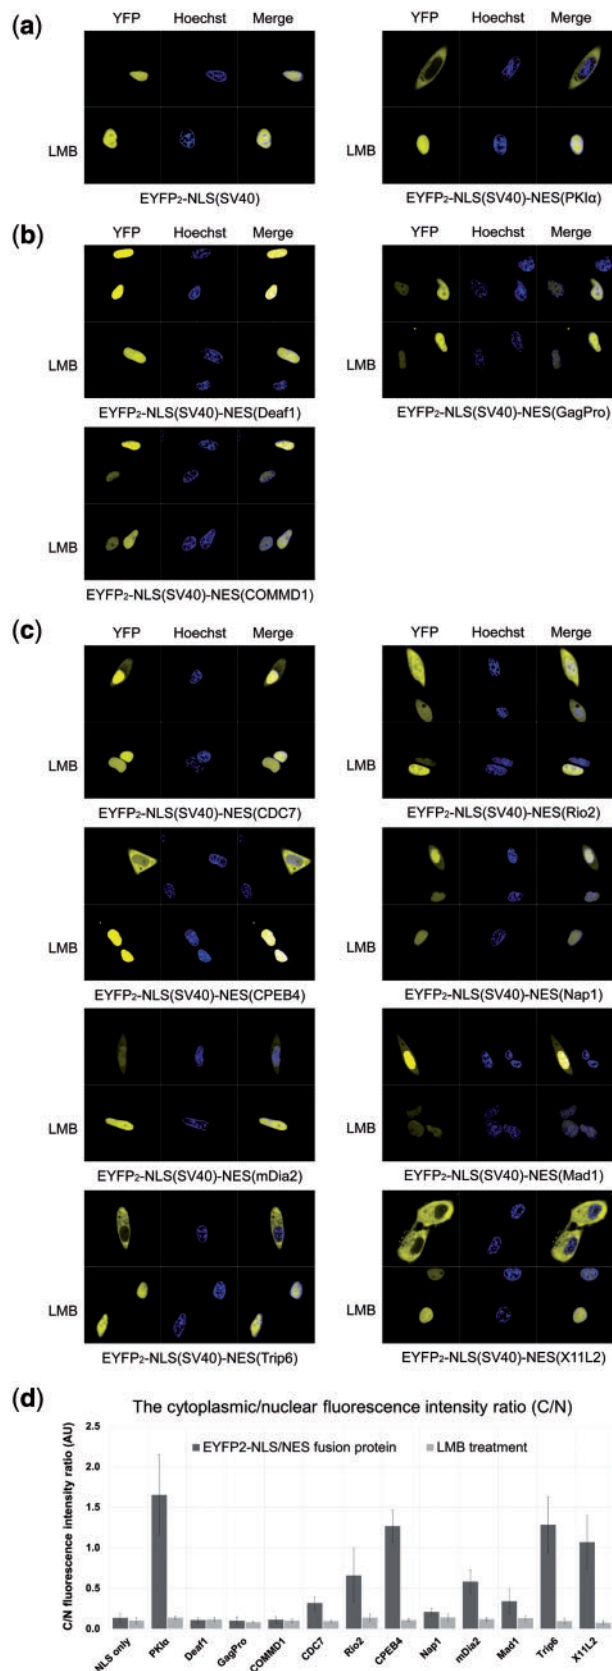 (a)
YFP Hoechst Merge YFP Hoechst Merge
LMB LMB
EYFP₂-NLS(SV40) EYFP₂-NLS(SV40)-NES(PKIα)
(b)
YFP Hoechst Merge YFP Hoechst Merge
LMB LMB
EYFP₂-NLS(SV40)-NES(Deaf1) EYFP₂-NLS(SV40)-NES(GagPro)
LMB
EYFP₂-NLS(SV40)-NES(COMMD1)
(c)
YFP Hoechst Merge YFP Hoechst Merge
LMB LMB
EYFP₂-NLS(SV40)-NES(CDC7) EYFP₂-NLS(SV40)-NES(Rio2)
LMB LMB
EYFP₂-NLS(SV40)-NES(CPEB4) EYFP₂-NLS(SV40)-NES(Nap1)
LMB LMB
EYFP₂-NLS(SV40)-NES(mDia2) EYFP₂-NLS(SV40)-NES(Mad1)
LMB LMB
EYFP₂-NLS(SV40)-NES(Trip6) EYFP₂-NLS(SV40)-NES(X11L2)
(d)
The cytoplasmic/nuclear fluorescence intensity ratio (C/N)
C/N fluorescence intensity ratio (AU)
2.5
EYFP2-NLS/NES fusion protein LMB treatment
2.0
1.5
1.0
0.5
0.0
NLS only PKIα Deaf1 GagPro COMMD1 CDC7 Rio2 CPEB4 Nap1 mDia2 Mad1 Trip6 X11L2